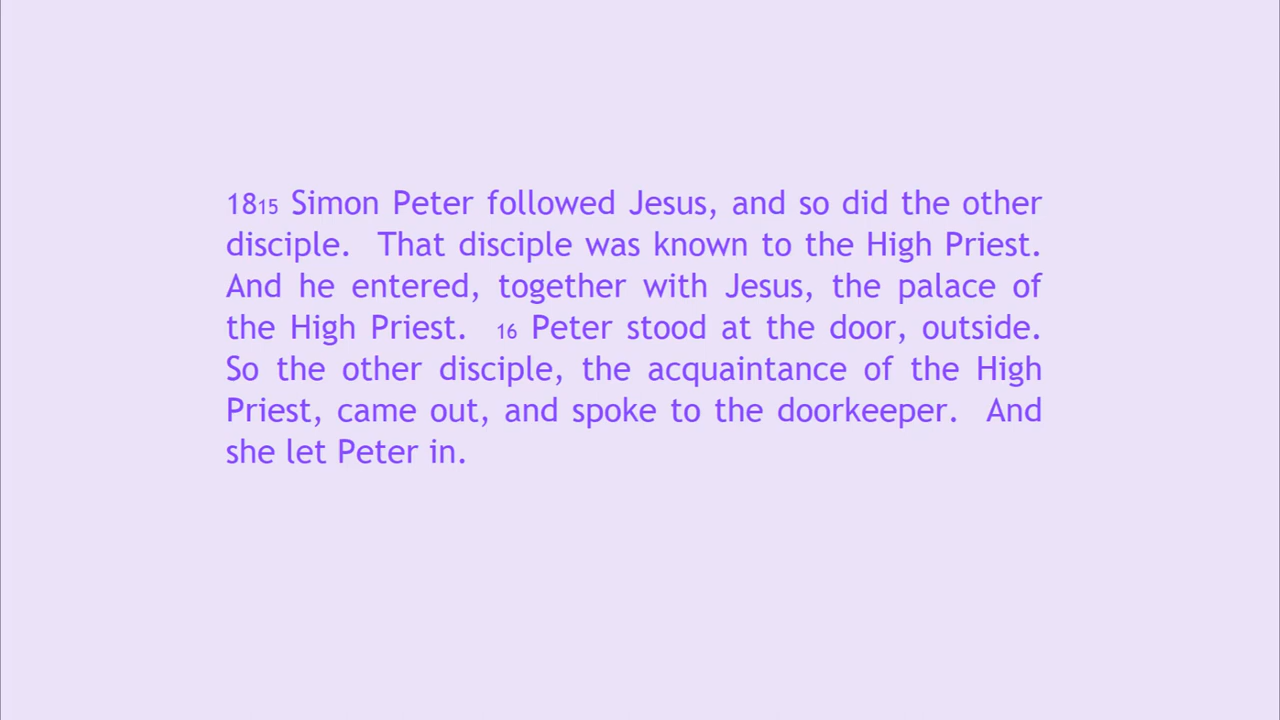 1815 Simon Peter followed Jesus, and so did the other
disciple.  That disciple was known to the High Priest.
And he entered, together with Jesus, the palace of
the High Priest.  16 Peter stood at the door, outside.
So the other disciple, the acquaintance of the High
Priest, came out, and spoke to the doorkeeper.  And
she let Peter in.